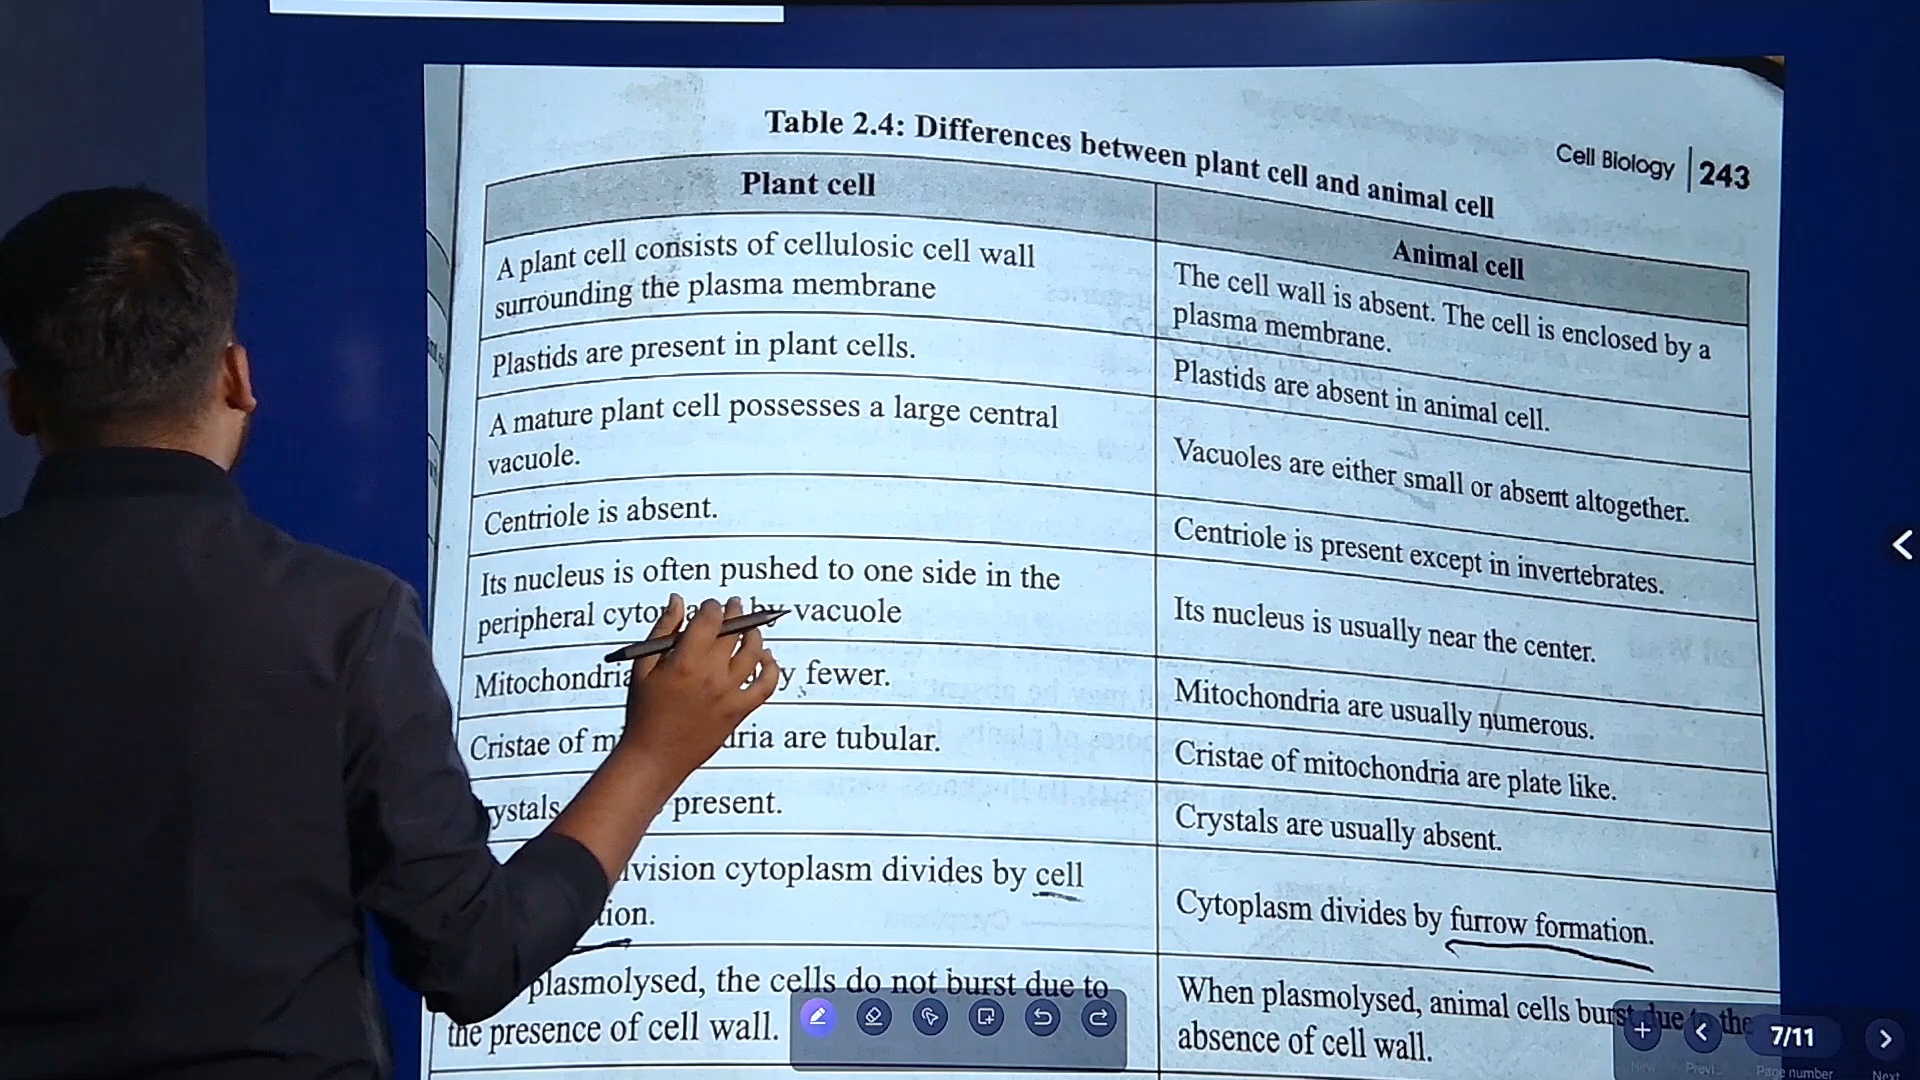 Table 2.4: Differences between plant cell and animal cell
Cell Biology | 243
Plant cell
Animal cell
A plant cell consists of cellulosic cell wall
surrounding the plasma membrane
The cell wall is absent. The cell is enclosed by a
plasma membrane.
Plastids are present in plant cells.
Plastids are absent in animal cell.
A mature plant cell possesses a large central
vacuole.
Vacuoles are either small or absent altogether.
Centriole is absent.
Centriole is present except in invertebrates.
Its nucleus is often pushed to one side in the
peripheral by vacuole
Its nucleus is usually near the center.
Mitochondria fewer.
Mitochondria are usually numerous.
Cristae of are tubular.
Cristae of mitochondria are plate like.
present.
Crystals are usually absent.
cytoplasm divides by cell
Cytoplasm divides by furrow formation.
plasmolysed, the cells do not burst due to
the presence of cell wall.
When plasmolysed, animal cells burst due to the
absence of cell wall.
7/11
New Page number Next